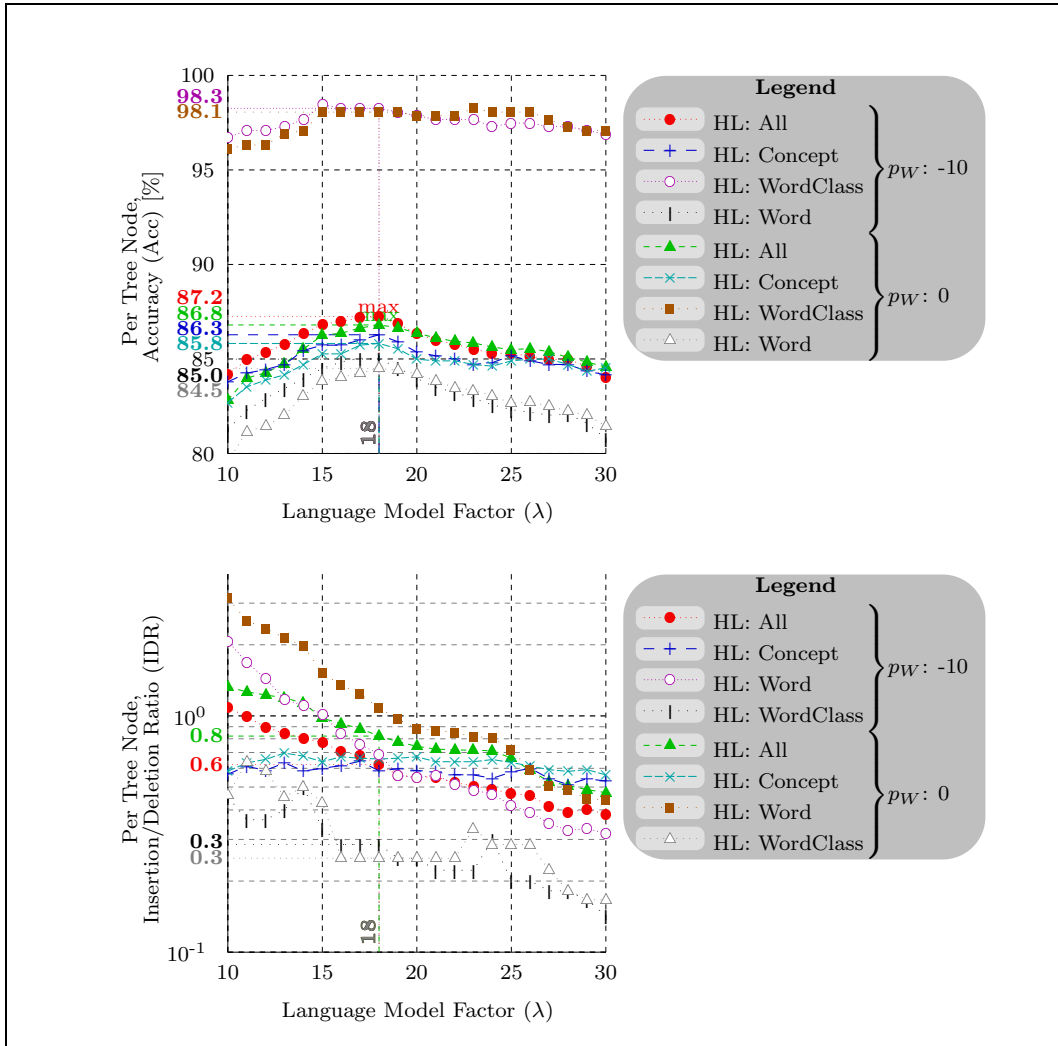 100
98.3
98.1
95
90
87.2
86.8
86.3
85.8
85
85.0
84.5
80
10
15
20
25
30
Per Tree Node,
Accuracy (Acc) [%]
Language Model Factor (λ)
max
18
Legend
HL: All
HL: Concept
HL: WordClass
HL: Word
p_W: -10
HL: All
HL: Concept
HL: WordClass
HL: Word
p_W: 0
10^0
0.8
0.6
0.3
0.3
10^-1
10
15
20
25
30
Per Tree Node,
Insertion/Deletion Ratio (IDR)
Language Model Factor (λ)
18
Legend
HL: All
HL: Concept
HL: Word
HL: WordClass
p_W: -10
HL: All
HL: Concept
HL: Word
HL: WordClass
p_W: 0